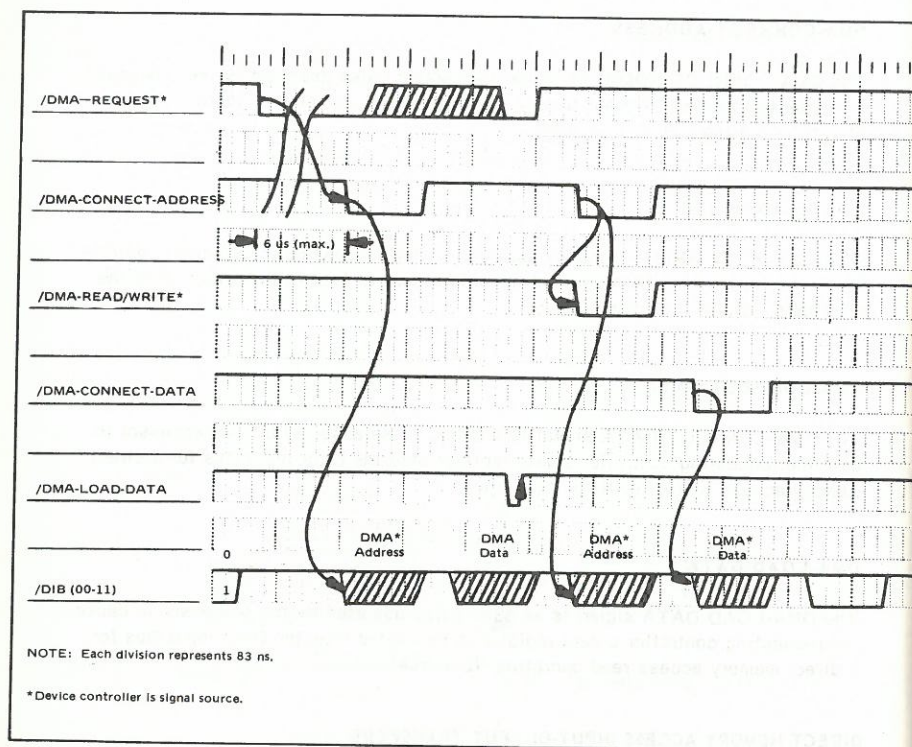 /DMA—REQUEST*
/DMA-CONNECT-ADDRESS
6 us (max.)
/DMA-READ/WRITE*
/DMA-CONNECT-DATA
/DMA-LOAD-DATA
0
DMA* Address
DMA Data
DMA* Address
DMA* Data
/DIB (00-11)
1
NOTE: Each division represents 83 ns.
*Device controller is signal source.